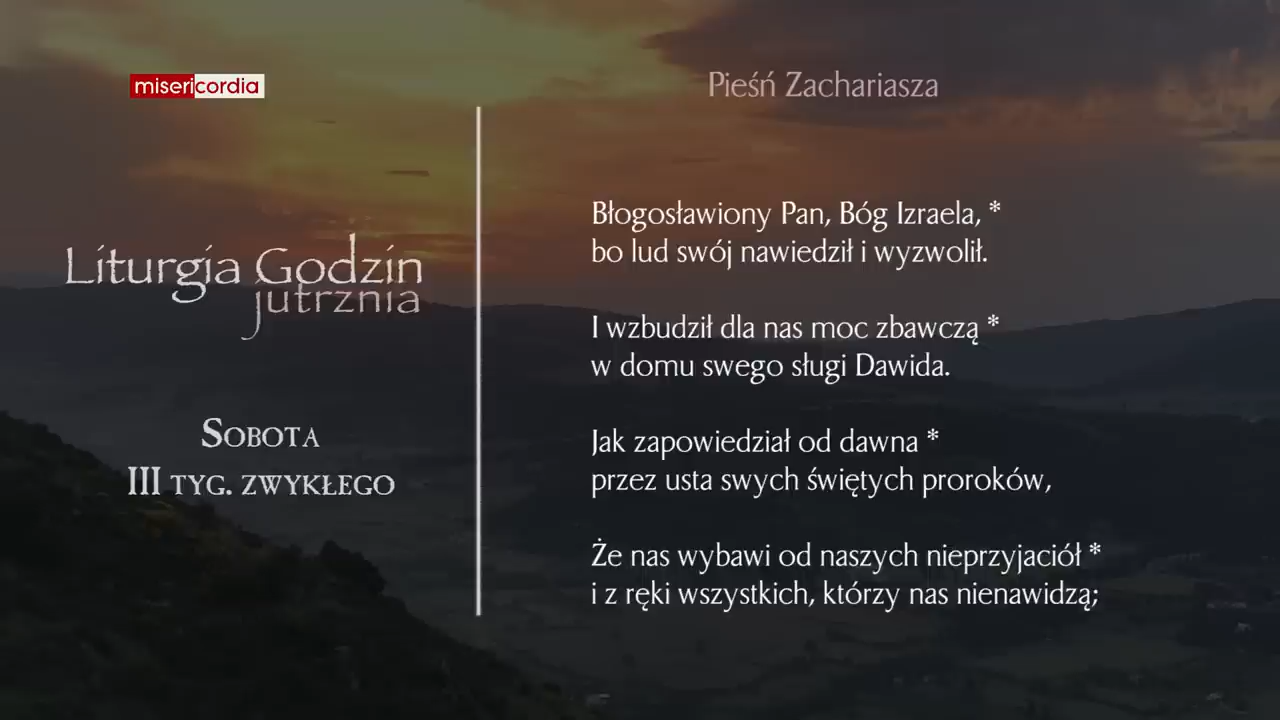 misericordia
Liturgia Godzin
jutrznia
Sobota
III tyg. zwykłego
Pieśń Zachariasza
Błogosławiony Pan, Bóg Izraela, *
bo lud swój nawiedził i wyzwolił.
I wzbudził dla nas moc zbawczą *
w domu swego sługi Dawida.
Jak zapowiedział od dawna *
przez usta swych świętych proroków,
Że nas wybawi od naszych nieprzyjaciół *
i z ręki wszystkich, którzy nas nienawidzą;